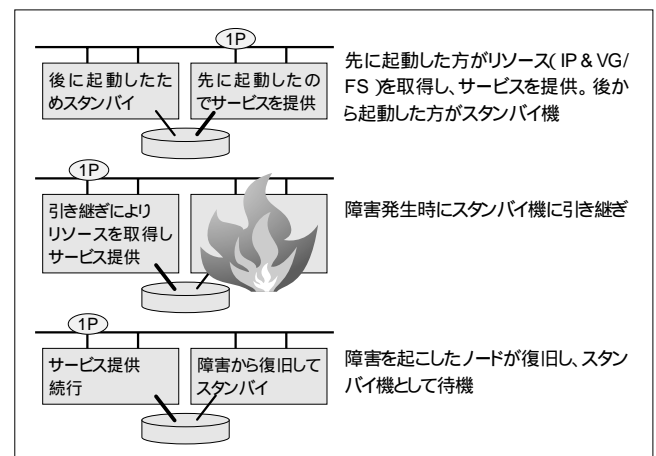 1P
後に起動したた
めスタンバイ
先に起動したの
でサービスを提供
先に起動した方がリソース( IP & VG/
FS )を取得し、サービスを提供。後か
ら起動した方がスタンバイ機
1P
引き継ぎにより
リソースを取得し
サービス提供
障害発生時にスタンバイ機に引き継ぎ
1P
サービス提供
続行
障害から復旧して
スタンバイ
障害を起こしたノードが復旧し、スタン
バイ機として待機